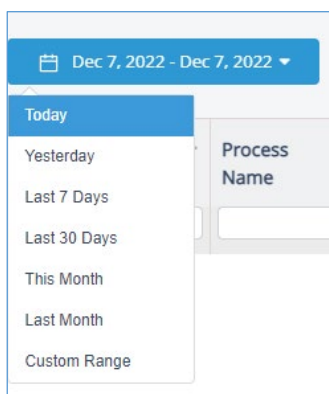 Dec 7, 2022 - Dec 7, 2022
Today
Yesterday
Last 7 Days
Last 30 Days
This Month
Last Month
Custom Range
Process
Name